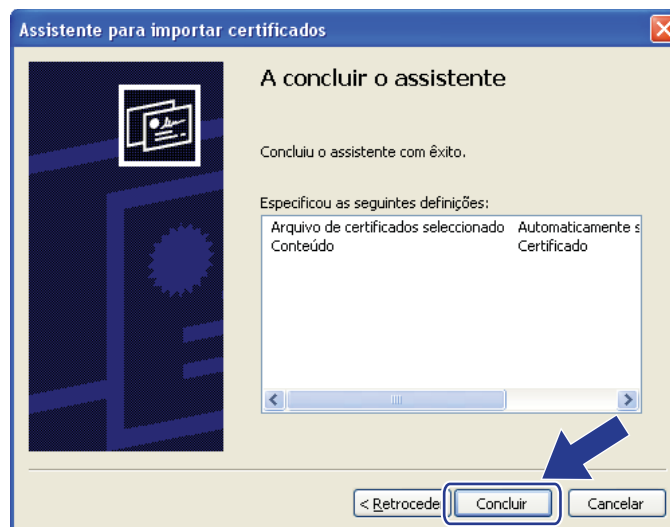 Assistente para importar certificados
A concluir o assistente
Concluiu o assistente com êxito.
Especificou as seguintes definições:
Arquivo de certificados seleccionado Automaticamente s
Conteúdo Certificado
< Retrocede
Concluir
Cancelar